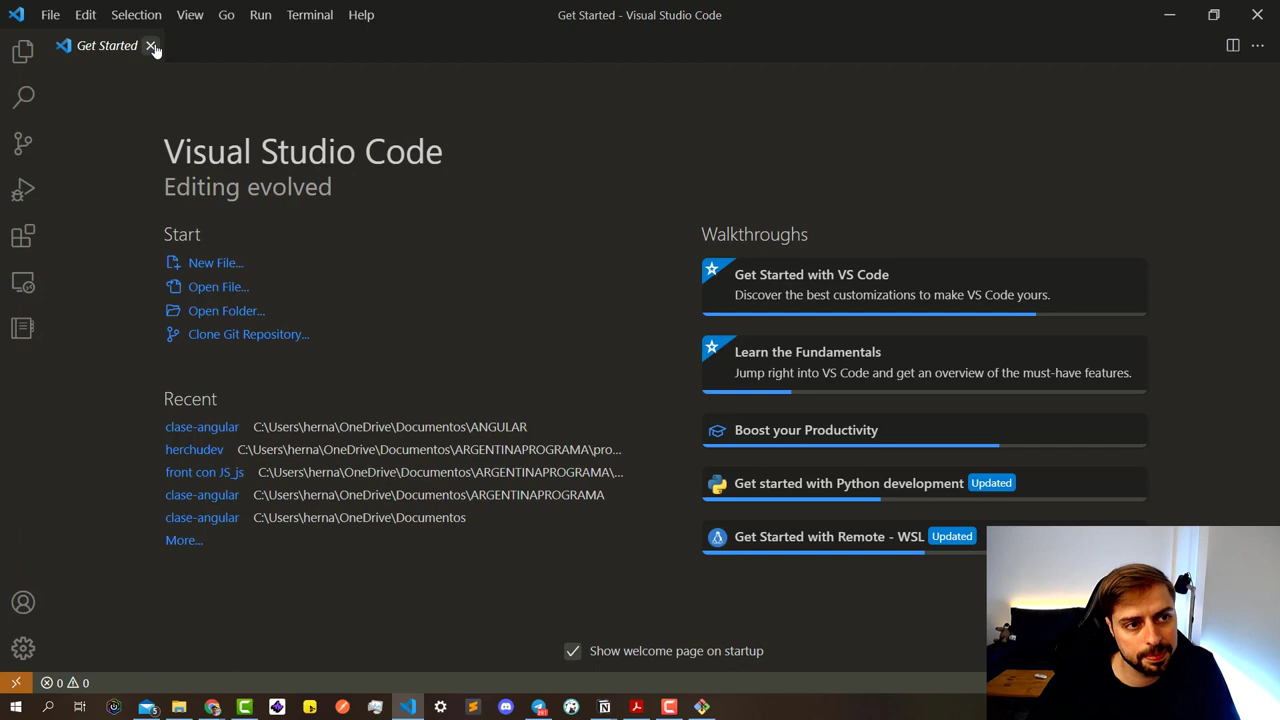 File Edit Selection View Go Run Terminal Help
Get Started - Visual Studio Code
Get Started
Visual Studio Code
Editing evolved
Start
New File...
Open File...
Open Folder...
Clone Git Repository...
Recent
clase-angular C:\Users\herna\OneDrive\Documentos\ANGULAR
herchudev C:\Users\herna\OneDrive\Documentos\ARGENTINAPROGRAMA\pro...
front con JS_js C:\Users\herna\OneDrive\Documentos\ARGENTINAPROGRAMA\...
clase-angular C:\Users\herna\OneDrive\Documentos\ARGENTINAPROGRAMA
clase-angular C:\Users\herna\OneDrive\Documentos
More...
Walkthroughs
Get Started with VS Code
Discover the best customizations to make VS Code yours.
Learn the Fundamentals
Jump right into VS Code and get an overview of the must-have features.
Boost your Productivity
Get started with Python development Updated
Get Started with Remote - WSL Updated
Show welcome page on startup
0 0